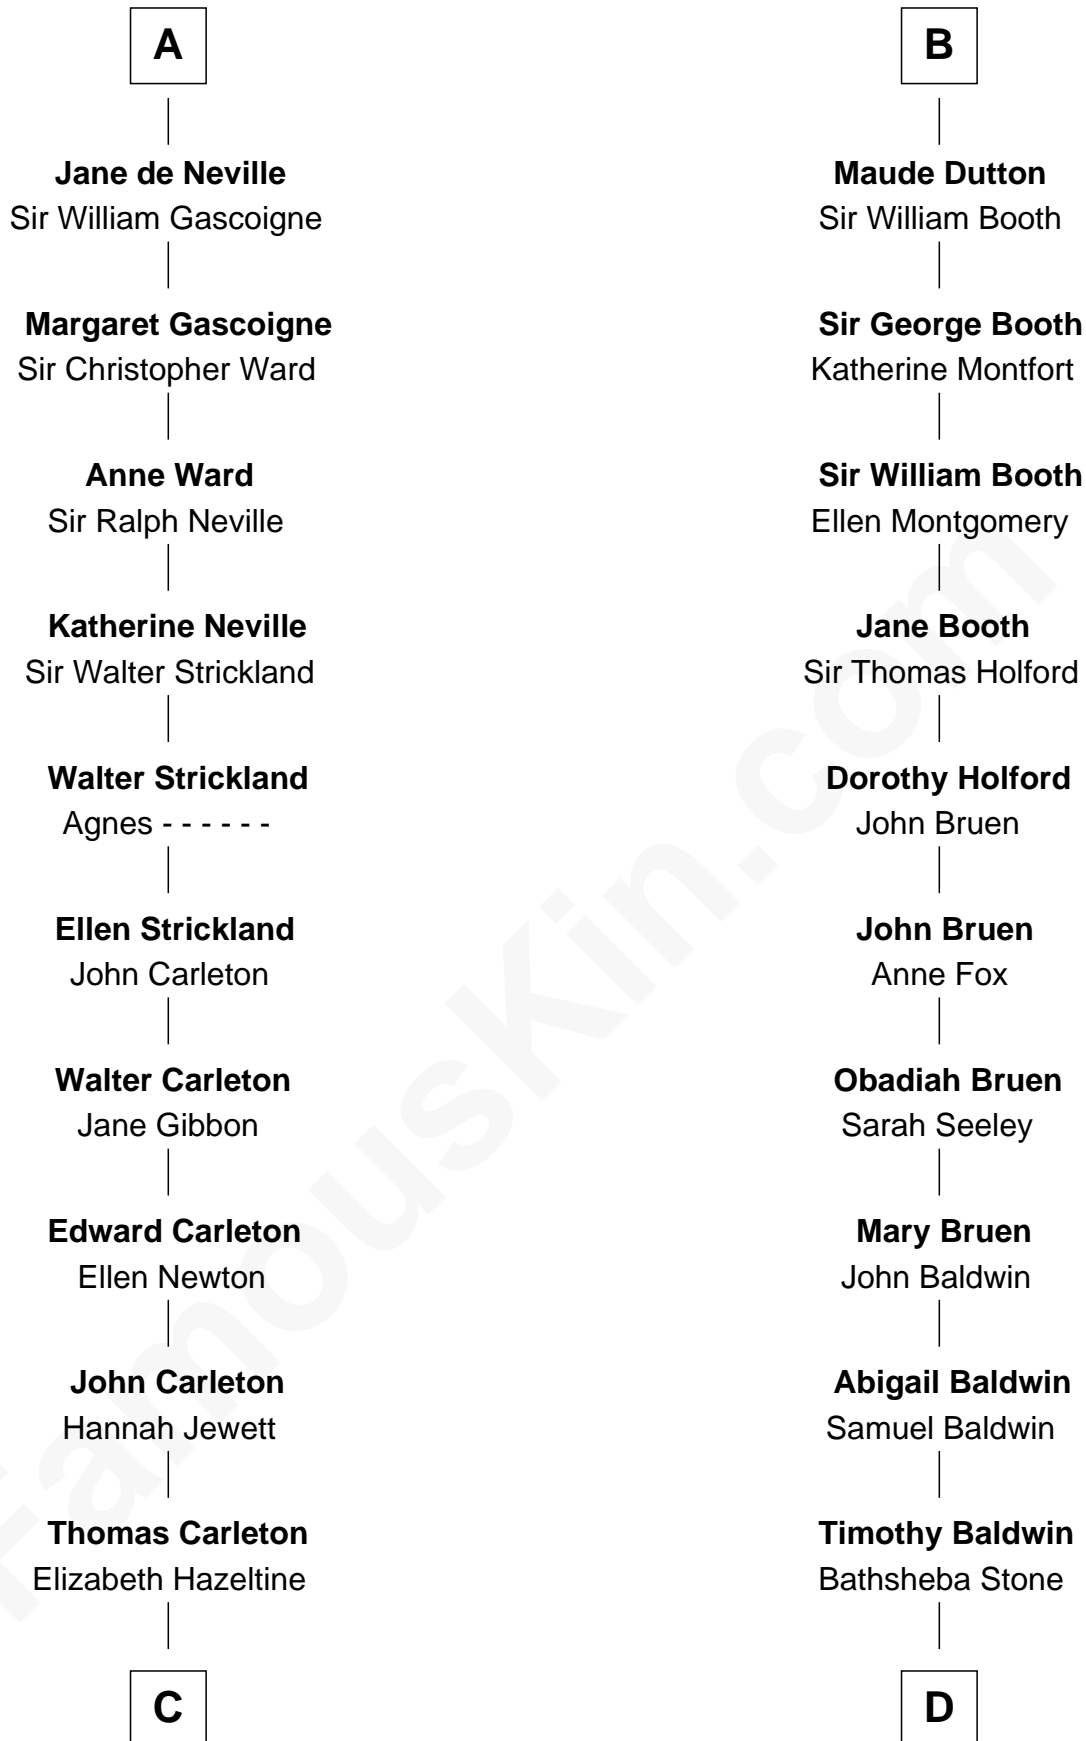 A
Jane de Neville
Sir William Gascoigne
Margaret Gascoigne
Sir Christopher Ward
Anne Ward
Sir Ralph Neville
Katherine Neville
Sir Walter Strickland
Walter Strickland
Agnes - - - - - -
Ellen Strickland
John Carleton
Walter Carleton
Jane Gibbon
Edward Carleton
Ellen Newton
John Carleton
Hannah Jewett
Thomas Carleton
Elizabeth Hazeltine
C
B
Maude Dutton
Sir William Booth
Sir George Booth
Katherine Montfort
Sir William Booth
Ellen Montgomery
Jane Booth
Sir Thomas Holford
Dorothy Holford
John Bruen
John Bruen
Anne Fox
Obadiah Bruen
Sarah Seeley
Mary Bruen
John Baldwin
Abigail Baldwin
Samuel Baldwin
Timothy Baldwin
Bathsheba Stone
D
FamousKin.com